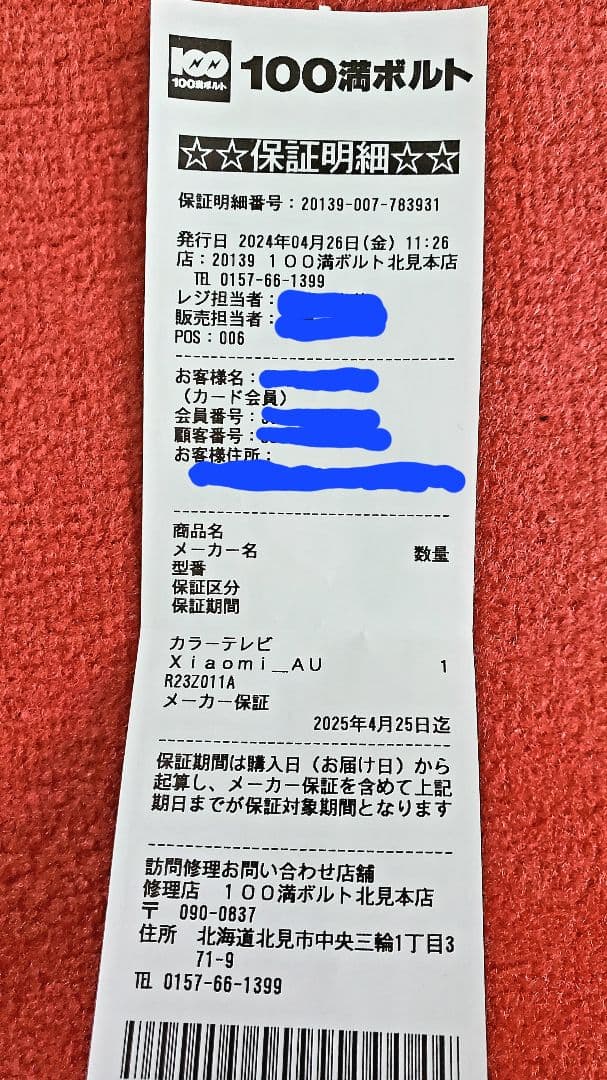 100満ボルト
100満ボルト
☆☆保証明細☆☆
保証明細番号：20139-007-783931
発行日 2024年04月26日(金) 11:26
店：20139 １００満ボルト北見本店
TEL 0157-66-1399
レジ担当者：
販売担当者：
POS：006
お客様名：
（カード会員）
会員番号：
顧客番号：
お客様住所：
商品名
メーカー名 数量
型番
保証区分
保証期間
カラーテレビ
Ｘｉａｏｍｉ＿ＡＵ 1
R23Z011A
メーカー保証
2025年4月25日迄
保証期間は購入日（お届け日）から
起算し、メーカー保証を含めて上記
期日までが保証対象期間となります
訪問修理お問い合わせ店舗
修理店 １００満ボルト北見本店
〒 090-0837
住所 北海道北見市中央三輪1丁目3
71-9
TEL 0157-66-1399